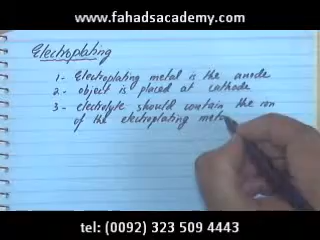 www.fahadsacademy.com
Electroplating
1- Electroplating metal is the anode
2- object is placed at cathode
3- electrolyte should contain the ion
of the electroplating meta
tel: (0092) 323 509 4443